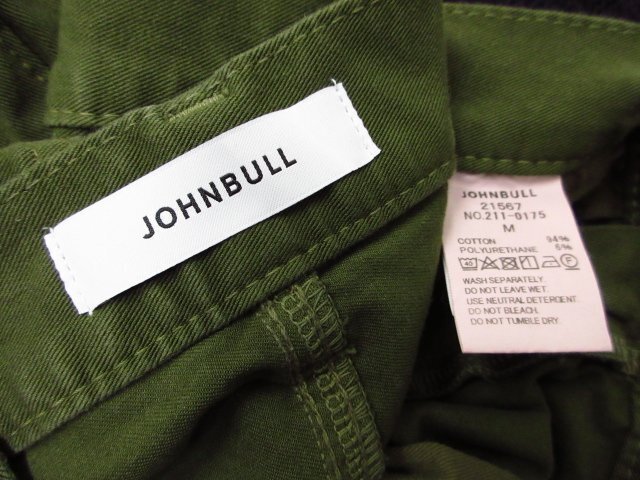 JOHNBULL
JOHNBULL
21567
NO.211-0175
M
COTTON 94%
POLYURETHANE 6%
40
WASH SEPARATELY.
DO NOT LEAVE WET.
USE NEUTRAL DETERGENT.
DO NOT BLEACH.
DO NOT TUMBLE DRY.